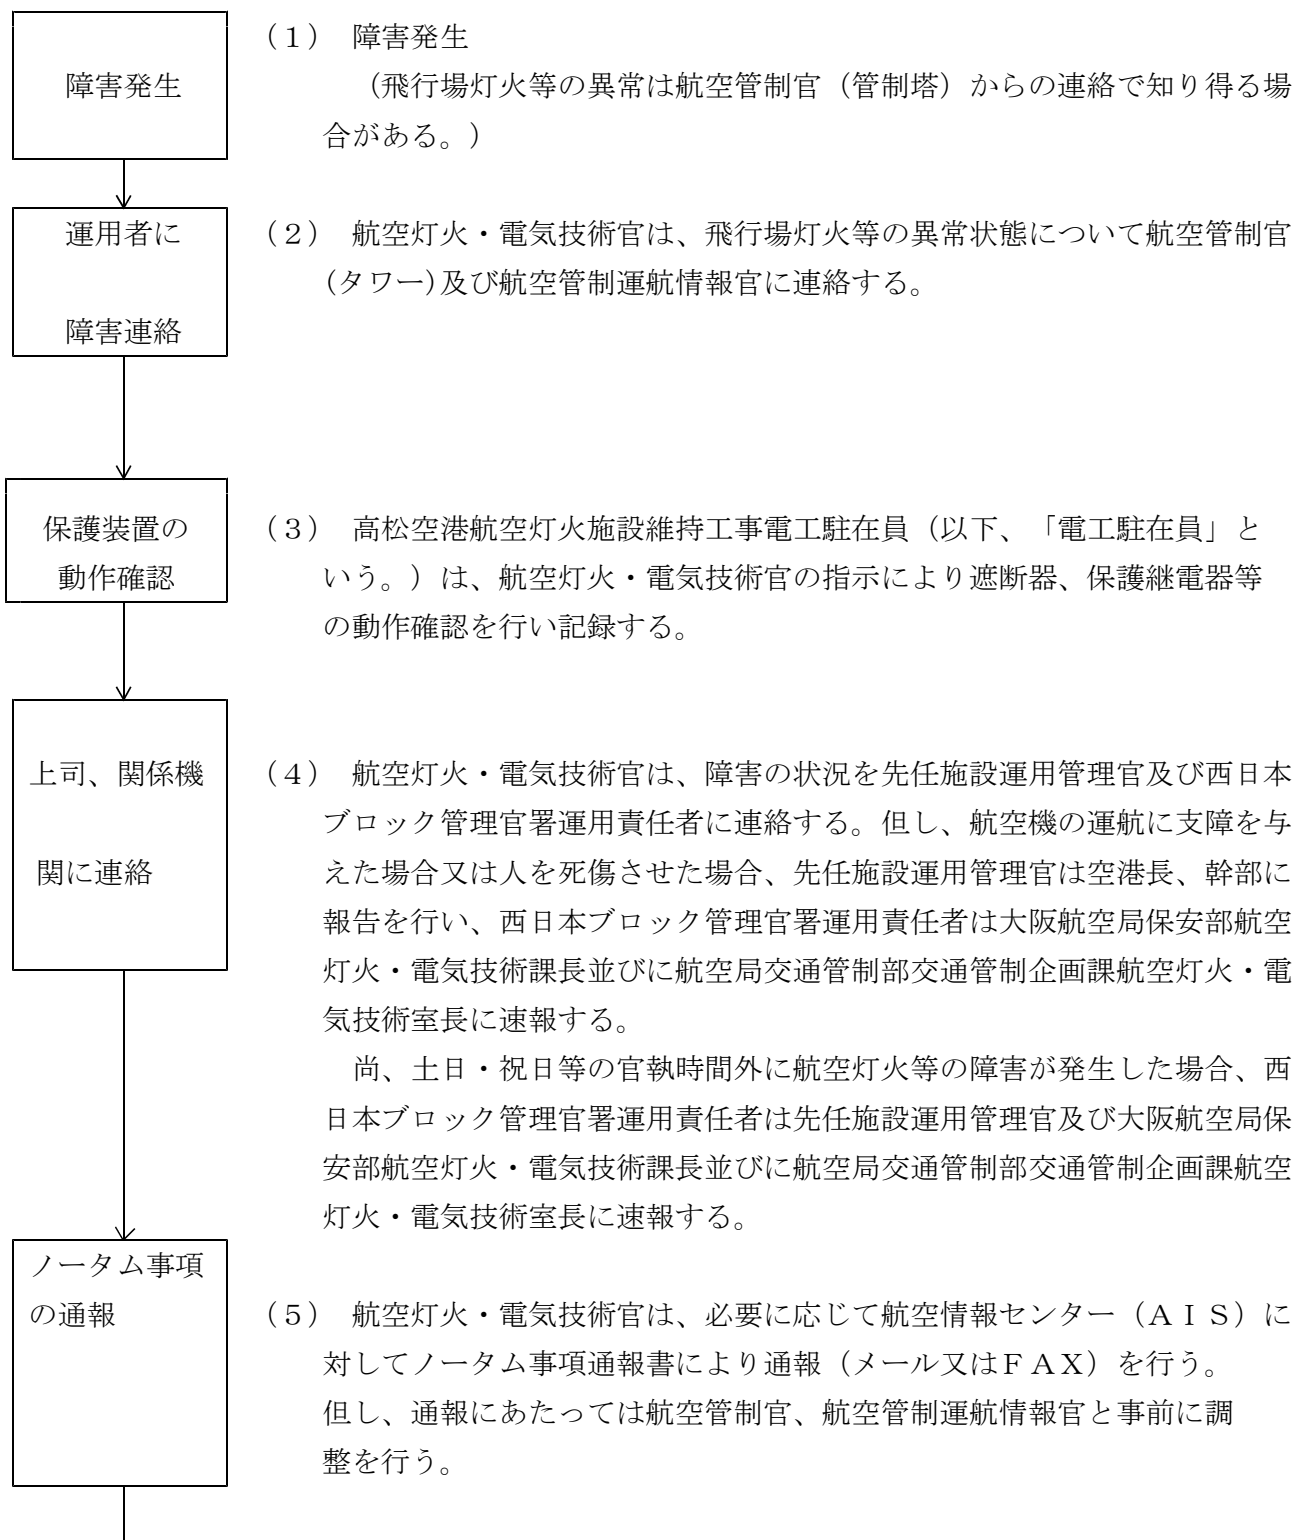 障害発生
（１）　障害発生
（飛行場灯火等の異常は航空管制官（管制塔）からの連絡で知り得る場
合がある。）
運用者に
障害連絡
（２）　航空灯火・電気技術官は、飛行場灯火等の異常状態について航空管制官
(タワー)及び航空管制運航情報官に連絡する。
保護装置の
動作確認
（３）　高松空港航空灯火施設維持工事電工駐在員（以下、「電工駐在員」と
いう。）は、航空灯火・電気技術官の指示により遮断器、保護継電器等
の動作確認を行い記録する。
上司、関係機
関に連絡
（４）　航空灯火・電気技術官は、障害の状況を先任施設運用管理官及び西日本
ブロック管理官署運用責任者に連絡する。但し、航空機の運航に支障を与
えた場合又は人を死傷させた場合、先任施設運用管理官は空港長、幹部に
報告を行い、西日本ブロック管理官署運用責任者は大阪航空局保安部航空
灯火・電気技術課長並びに航空局交通管制部交通管制企画課航空灯火・電
気技術室長に速報する。
尚、土日・祝日等の官執時間外に航空灯火等の障害が発生した場合、西
日本ブロック管理官署運用責任者は先任施設運用管理官及び大阪航空局保
安部航空灯火・電気技術課長並びに航空局交通管制部交通管制企画課航空
灯火・電気技術室長に速報する。
ノータム事項
の通報
（５）　航空灯火・電気技術官は、必要に応じて航空情報センター（ＡＩＳ）に
対してノータム事項通報書により通報（メール又はＦＡＸ）を行う。
但し、通報にあたっては航空管制官、航空管制運航情報官と事前に調
整を行う。